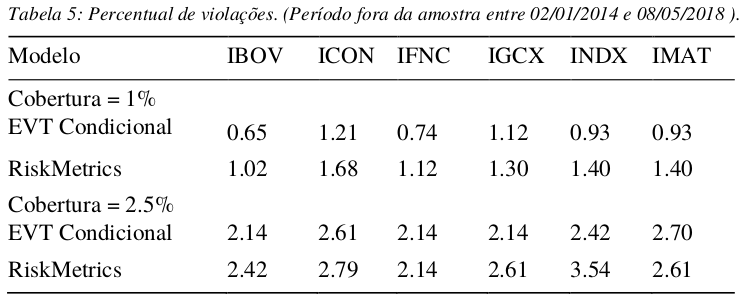 Tabela 5: Percentual de violações. (Período fora da amostra entre 02/01/2014 e 08/05/2018 ).
Modelo IBOV ICON IFNC IGCX INDX IMAT
Cobertura = 1%
EVT Condicional 0.65 1.21 0.74 1.12 0.93 0.93
RiskMetrics 1.02 1.68 1.12 1.30 1.40 1.40
Cobertura = 2.5%
EVT Condicional 2.14 2.61 2.14 2.14 2.42 2.70
RiskMetrics 2.42 2.79 2.14 2.61 3.54 2.61